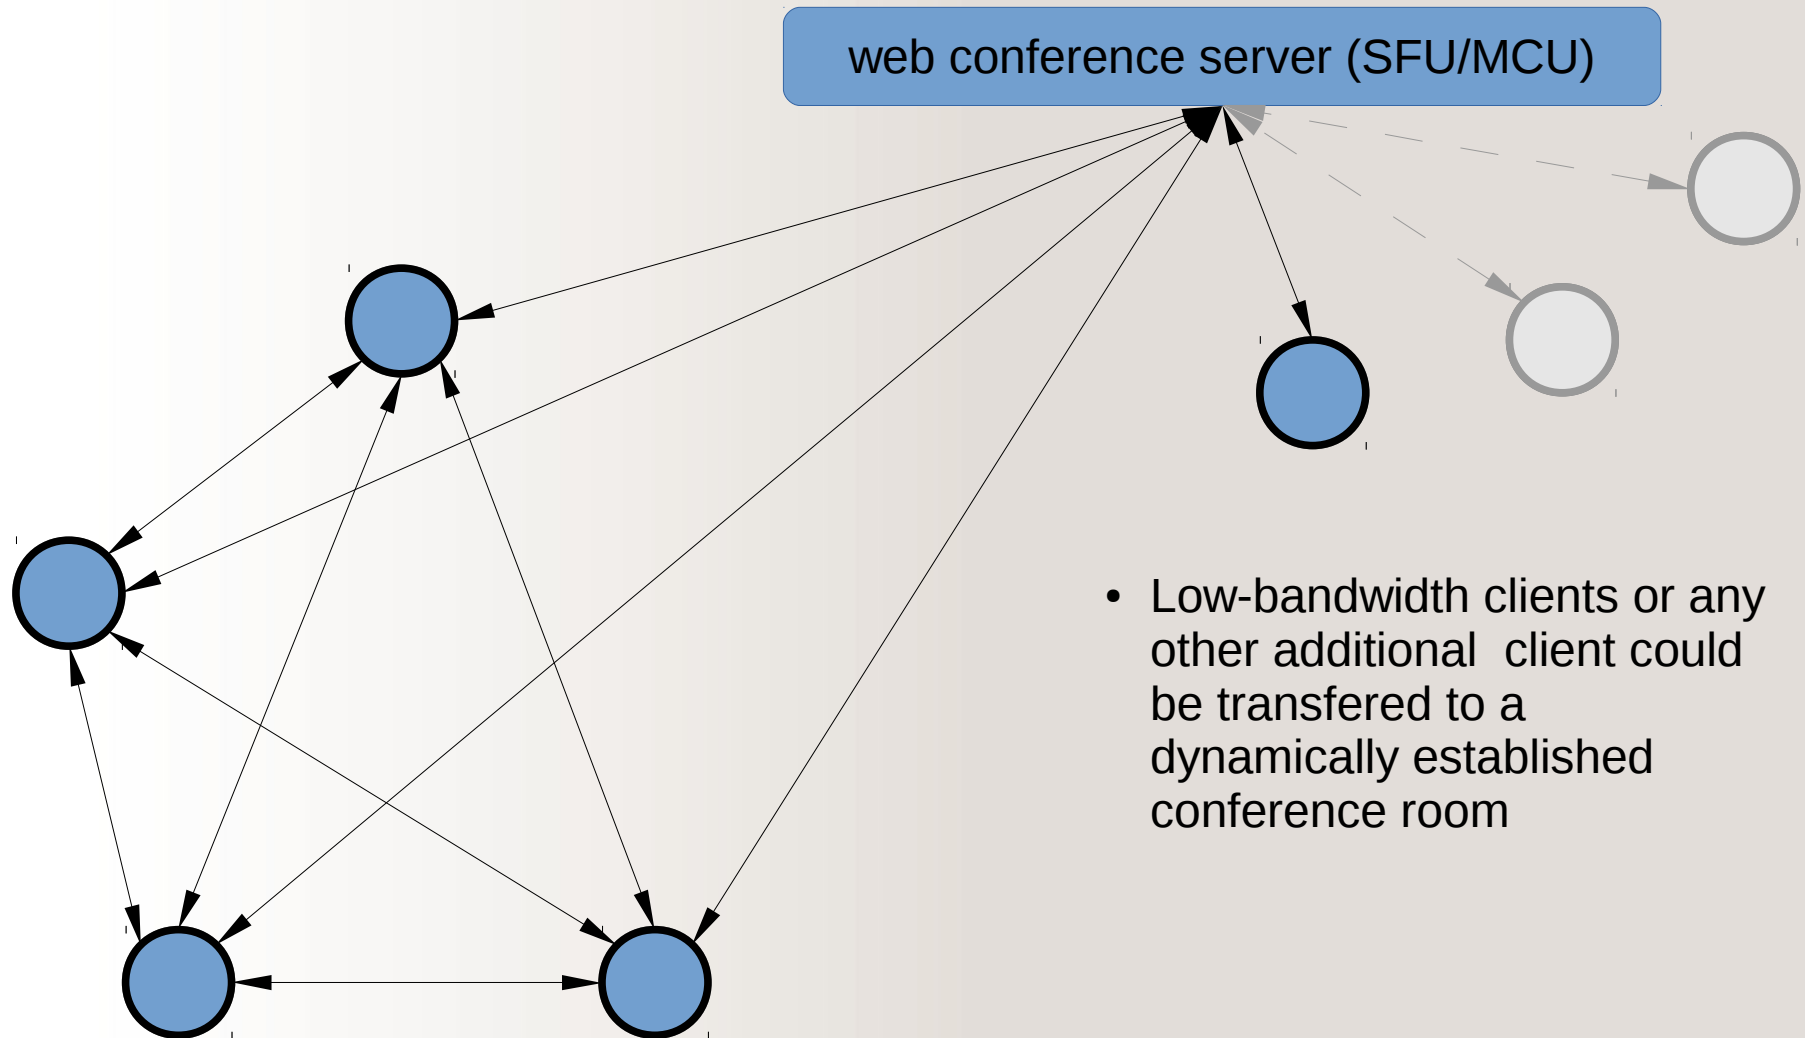 web conference server (SFU/MCU)
• Low-bandwidth clients or any
other additional  client could
be transfered to a
dynamically established
conference room